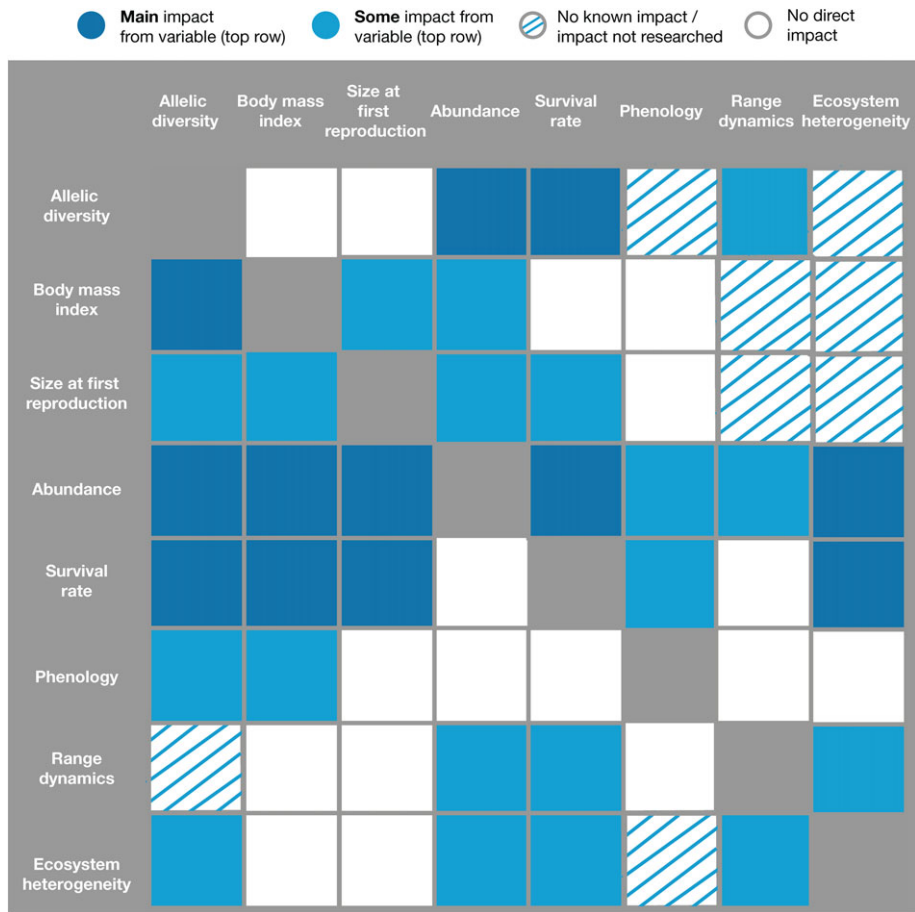 Main impact
from variable (top row)
Some impact from
variable (top row)
No known impact /
impact not researched
No direct
impact
Allelic
diversity
Body mass
index
Size at
first
reproduction
Abundance
Survival
rate
Phenology
Range
dynamics
Ecosystem
heterogeneity
Allelic
diversity
Body mass
index
Size at first
reproduction
Abundance
Survival
rate
Phenology
Range
dynamics
Ecosystem
heterogeneity